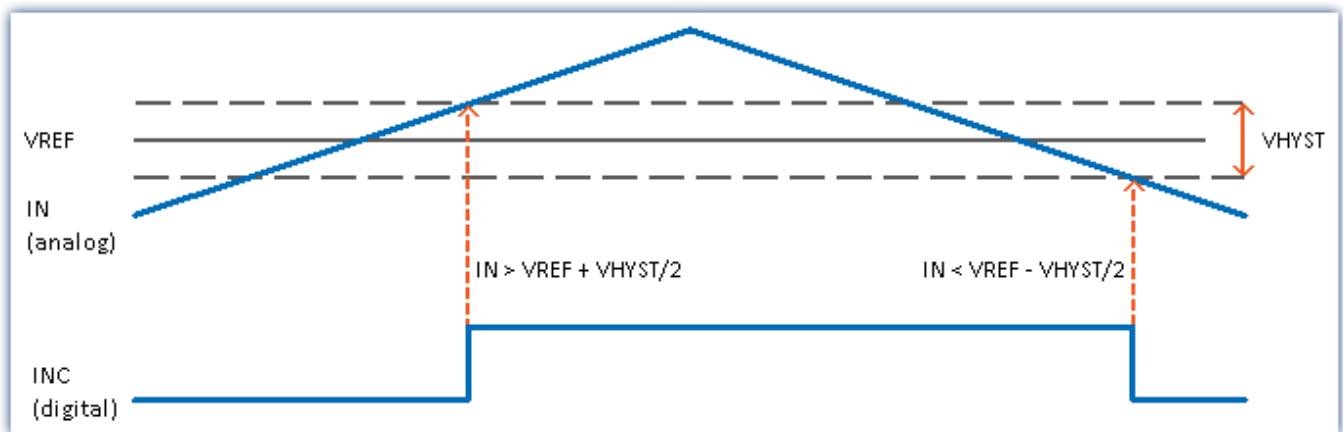 VREF
VHYST
IN
(analog)
IN > VREF + VHYST/2
IN < VREF - VHYST/2
INC
(digital)